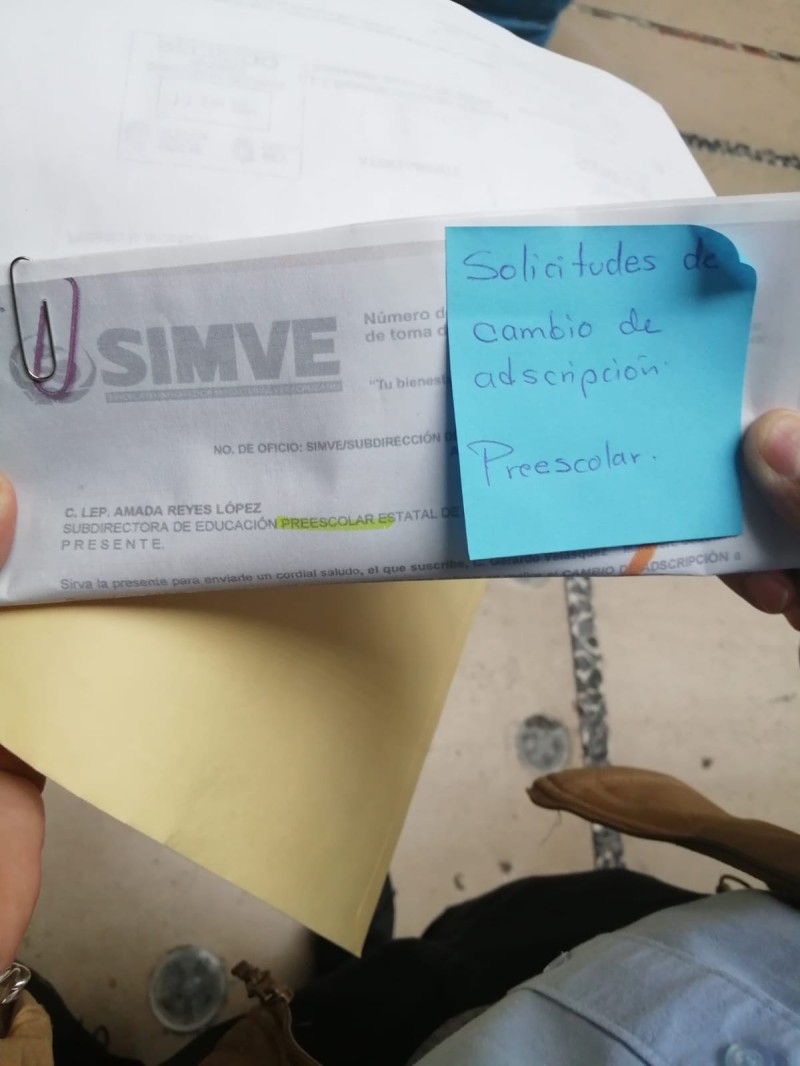 SIMVE
Número d
de toma d
"Tu bienest
NO. DE OFICIO: SIMVE/SUBDIRECCIÓN D
A
C. LEP. AMADA REYES LÓPEZ
SUBDIRECTORA DE EDUCACIÓN PREESCOLAR ESTATAL DE
PRESENTE.
Sirva la presente para enviarle un cordial saludo, el que suscribe, C. Gerardo Velásquez
CAMBIO DE ADSCRIPCIÓN a
Solicitudes de
cambio de
adscripción.
Preescolar.